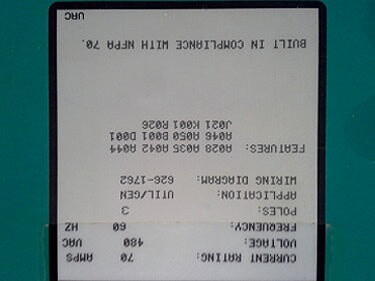 CURRENT RATING: 70 AMPS
VOLTAGE: 480 VAC
FREQUENCY: 60 HZ
POLES: 3
APPLICATION: UTIL/GEN
WIRING DIAGRAM: 626-1762
FEATURES: A028 A035 A042 A044
A046 A050 B001 D001
J021 K001 R026
BUILT IN COMPLIANCE WITH NFPA 70.
VAC